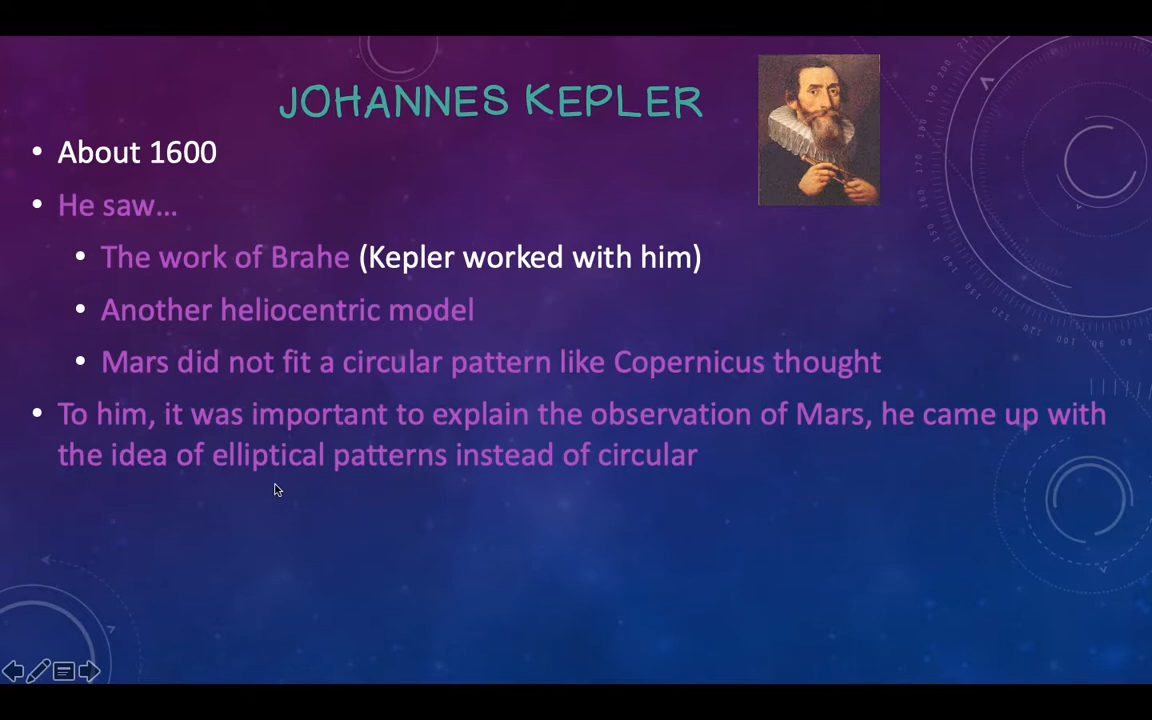 JOHANNES KEPLER
• About 1600
• He saw...
• The work of Brahe (Kepler worked with him)
• Another heliocentric model
• Mars did not fit a circular pattern like Copernicus thought
• To him, it was important to explain the observation of Mars, he came up with
the idea of elliptical patterns instead of circular